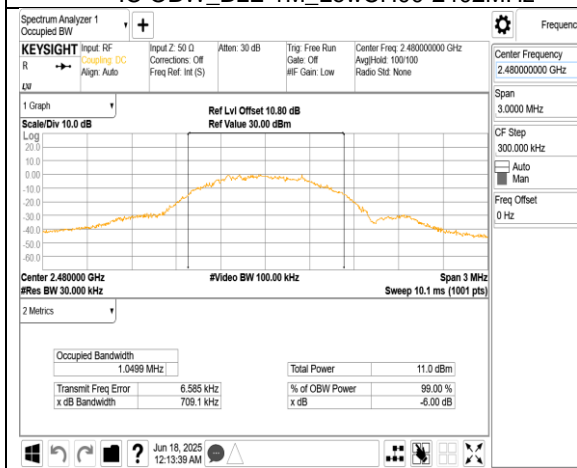 Spectrum Analyzer 1
Occupied BW
+
Frequenc
KEYSIGHT
Input: RF
Coupling: DC
Align: Auto
Input Z: 50 Ω
Corrections: Off
Freq Ref: Int (S)
Atten: 30 dB
Trig: Free Run
Gate: Off
#IF Gain: Low
Center Freq: 2.480000000 GHz
Avg|Hold: 100/100
Radio Std: None
R
Center Frequency
2.480000000 GHz
Span
3.0000 MHz
CF Step
300.000 kHz
Auto
Man
Freq Offset
0 Hz
1 Graph
Scale/Div 10.0 dB
Ref Lvl Offset 10.80 dB
Ref Value 30.00 dBm
Log
20.0
10.0
0.00
-10.0
-20.0
-30.0
-40.0
-50.0
-60.0
Center 2.480000 GHz
#Res BW 30.000 kHz
#Video BW 100.00 kHz
Span 3 MHz
Sweep 10.1 ms (1001 pts)
2 Metrics
Occupied Bandwidth
1.0499 MHz
Total Power 11.0 dBm
Transmit Freq Error 6.585 kHz
% of OBW Power 99.00 %
x dB Bandwidth 709.1 kHz
x dB -6.00 dB
?
Jun 18, 2025
12:13:39 AM